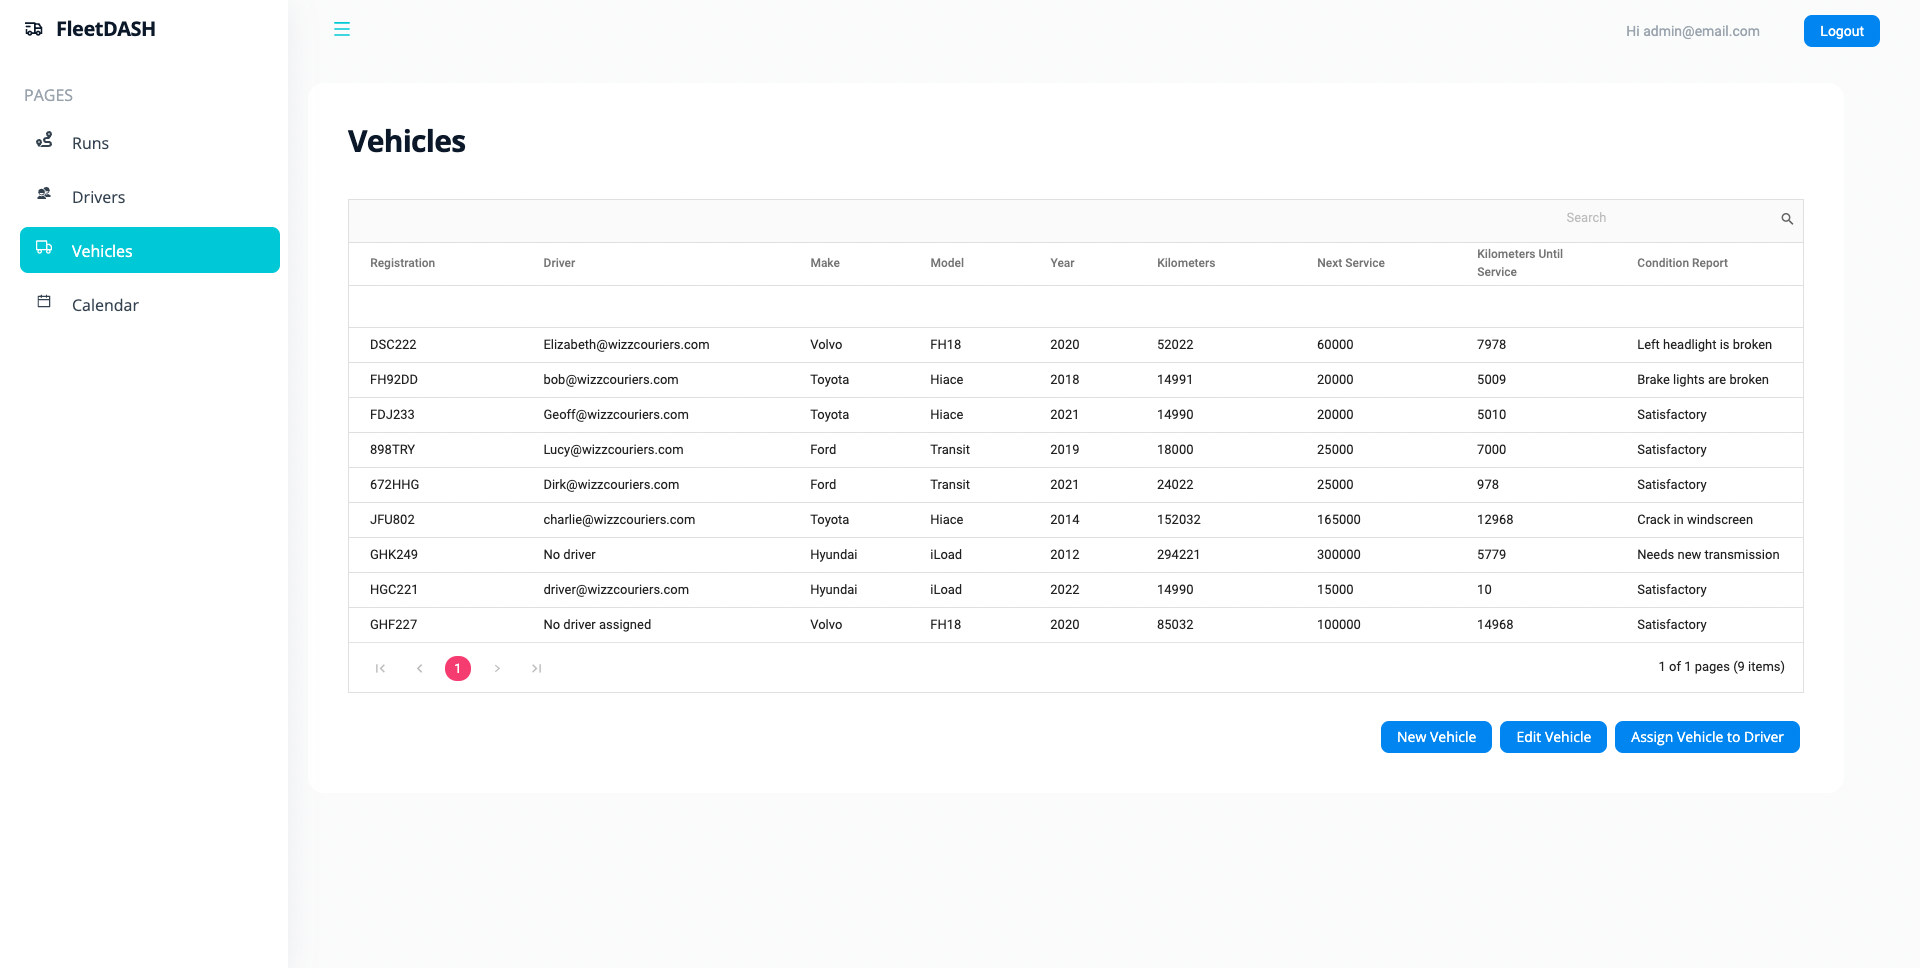 FleetDASH
Hi admin@email.com
Logout
PAGES
Runs
Drivers
Vehicles
Calendar
Vehicles
Search
Registration Driver Make Model Year Kilometers Next Service Kilometers Until Service Condition Report
DSC222 Elizabeth@wizzcouriers.com Volvo FH18 2020 52022 60000 7978 Left headlight is broken
FH92DD bob@wizzcouriers.com Toyota Hiace 2018 14991 20000 5009 Brake lights are broken
FDJ233 Geoff@wizzcouriers.com Toyota Hiace 2021 14990 20000 5010 Satisfactory
898TRY Lucy@wizzcouriers.com Ford Transit 2019 18000 25000 7000 Satisfactory
672HHG Dirk@wizzcouriers.com Ford Transit 2021 24022 25000 978 Satisfactory
JFU802 charlie@wizzcouriers.com Toyota Hiace 2014 152032 165000 12968 Crack in windscreen
GHK249 No driver Hyundai iLoad 2012 294221 300000 5779 Needs new transmission
HGC221 driver@wizzcouriers.com Hyundai iLoad 2022 14990 15000 10 Satisfactory
GHF227 No driver assigned Volvo FH18 2020 85032 100000 14968 Satisfactory
1
1 of 1 pages (9 items)
New Vehicle
Edit Vehicle
Assign Vehicle to Driver